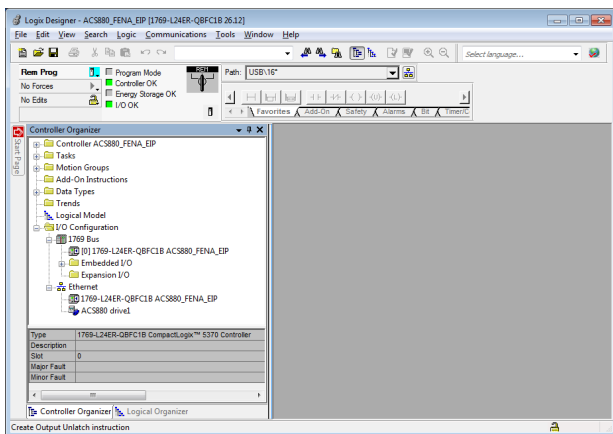 Logix Designer - ACS880_FENA_EIP [1769-L24ER-QBFC1B 26.12]
File Edit View Search Logic Communications Tools Window Help
Select language...
Rem Prog
No Forces
No Edits
Program Mode
Controller OK
Energy Storage OK
I/O OK
REM
Path: USB\16*
Favorites Add-On Safety Alarms Bit Timer/C
Start Page
Controller Organizer
Controller ACS880_FENA_EIP
Tasks
Motion Groups
Add-On Instructions
Data Types
Trends
Logical Model
I/O Configuration
1769 Bus
[0] 1769-L24ER-QBFC1B ACS880_FENA_EIP
Embedded I/O
Expansion I/O
Ethernet
1769-L24ER-QBFC1B ACS880_FENA_EIP
ACS880 drive1
Type 1769-L24ER-QBFC1B CompactLogix™ 5370 Controller
Description
Slot 0
Major Fault
Minor Fault
Controller Organizer Logical Organizer
Create Output Unlatch instruction